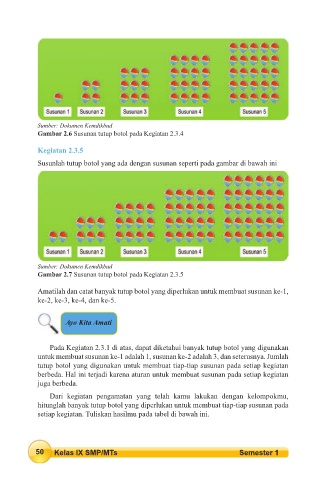 Susunan 1 Susunan 2 Susunan 3 Susunan 4 Susunan 5
Sumber: Dokumen Kemdikbud
Gambar 2.6 Susunan tutup botol pada Kegiatan 2.3.4
Kegiatan 2.3.5
Susunlah tutup botol yang ada dengan susunan seperti pada gambar di bawah ini
Susunan 1 Susunan 2 Susunan 3 Susunan 4 Susunan 5
Sumber: Dokumen Kemdikbud
Gambar 2.7 Susunan tutup botol pada Kegiatan 2.3.5
Amatilah dan catat banyak tutup botol yang diperlukan untuk membuat susunan ke-1,
ke-2, ke-3, ke-4, dan ke-5.
Ayo Kita Amati
Pada Kegiatan 2.3.1 di atas, dapat diketahui banyak tutup botol yang digunakan
untuk membuat susunan ke-1 adalah 1, susunan ke-2 adalah 3, dan seterusnya. Jumlah
tutup botol yang digunakan untuk membuat tiap-tiap susunan pada setiap kegiatan
berbeda. Hal ini terjadi karena aturan untuk membuat susunan pada setiap kegiatan
juga berbeda.
Dari kegiatan pengamatan yang telah kamu lakukan dengan kelompokmu,
hitunglah banyak tutup botol yang diperlukan untuk membuat tiap-tiap susunan pada
setiap kegiatan. Tuliskan hasilmu pada tabel di bawah ini.
50 Kelas IX SMP/MTs Semester 1